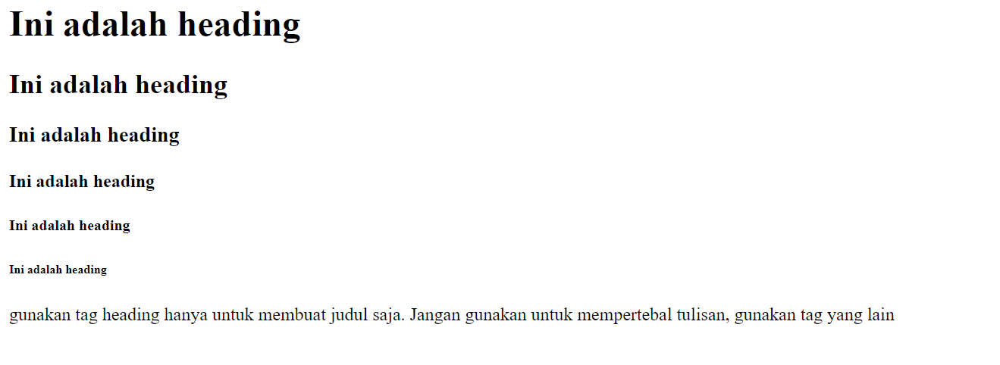 Ini adalah heading
Ini adalah heading
Ini adalah heading
Ini adalah heading
Ini adalah heading
Ini adalah heading
gunakan tag heading hanya untuk membuat judul saja. Jangan gunakan untuk mempertebal tulisan, gunakan tag yang lain